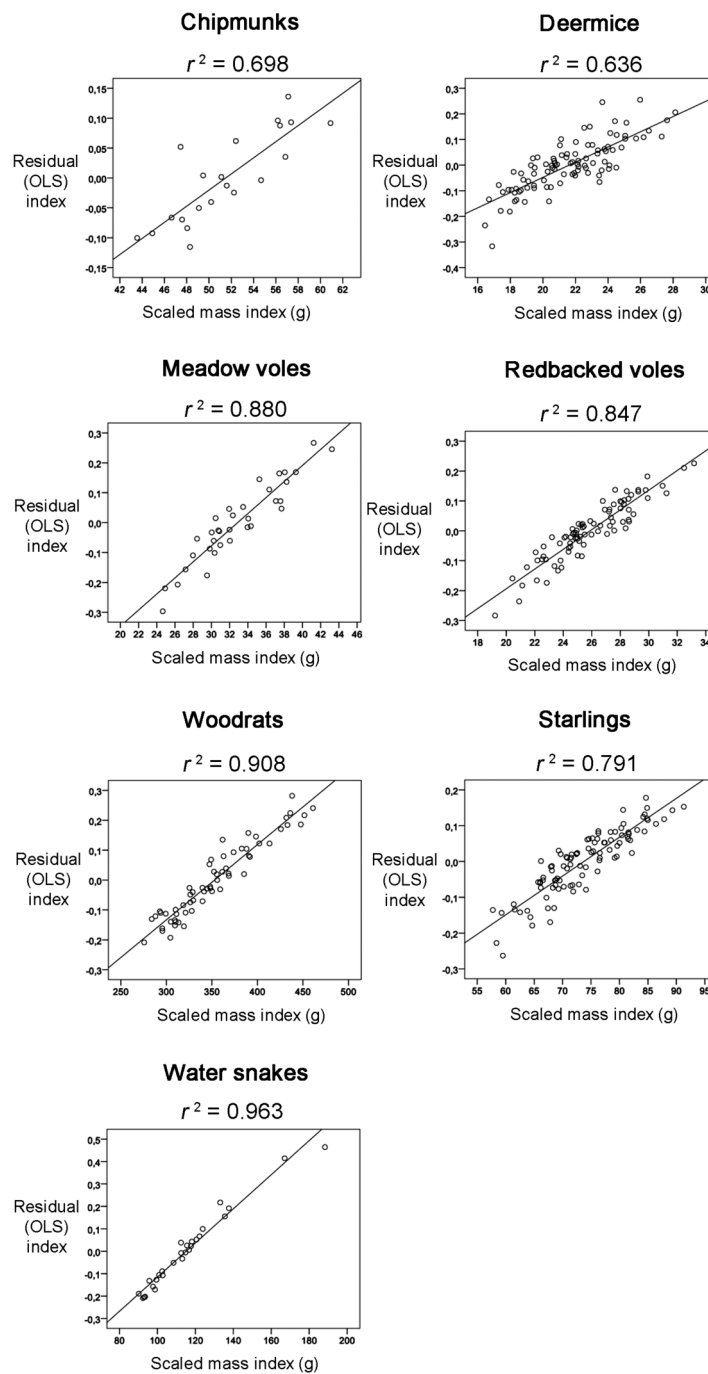 Chipmunks
r² = 0.698
0,15
0,10
0,05
0,00
-0,05
-0,10
-0,15
Residual
(OLS)
index
42 44 46 48 50 52 54 56 58 60 62
Scaled mass index (g)
Deermice
r² = 0.636
0,3
0,2
0,1
0,0
-0,1
-0,2
-0,3
-0,4
Residual
(OLS)
index
16 18 20 22 24 26 28 30
Scaled mass index (g)
Meadow voles
r² = 0.880
0,3
0,2
0,1
0,0
-0,1
-0,2
-0,3
Residual
(OLS)
index
20 22 24 26 28 30 32 34 36 38 40 42 44 46
Scaled mass index (g)
Redbacked voles
r² = 0.847
0,3
0,2
0,1
0,0
-0,1
-0,2
-0,3
Residual
(OLS)
index
18 20 22 24 26 28 30 32 34
Scaled mass index (g)
Woodrats
r² = 0.908
0,3
0,2
0,1
0,0
-0,1
-0,2
-0,3
Residual
(OLS)
index
250 300 350 400 450 500
Scaled mass index (g)
Starlings
r² = 0.791
0,2
0,1
0,0
-0,1
-0,2
-0,3
Residual
(OLS)
index
55 60 65 70 75 80 85 90 95
Scaled mass index (g)
Water snakes
r² = 0.963
0,5
0,4
0,3
0,2
0,1
0,0
-0,1
-0,2
-0,3
Residual
(OLS)
index
80 100 120 140 160 180 200
Scaled mass index (g)